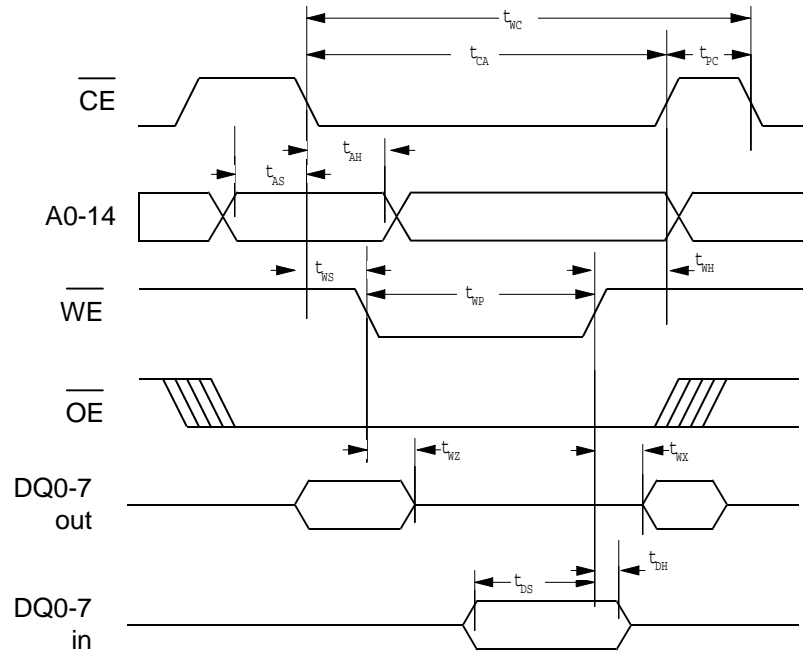 t_WC
t_CA
t_PC
CE
t_AH
t_AS
A0-14
t_WS
t_WH
t_WP
WE
OE
t_WZ
t_WX
DQ0-7
out
t_DH
t_DS
DQ0-7
in